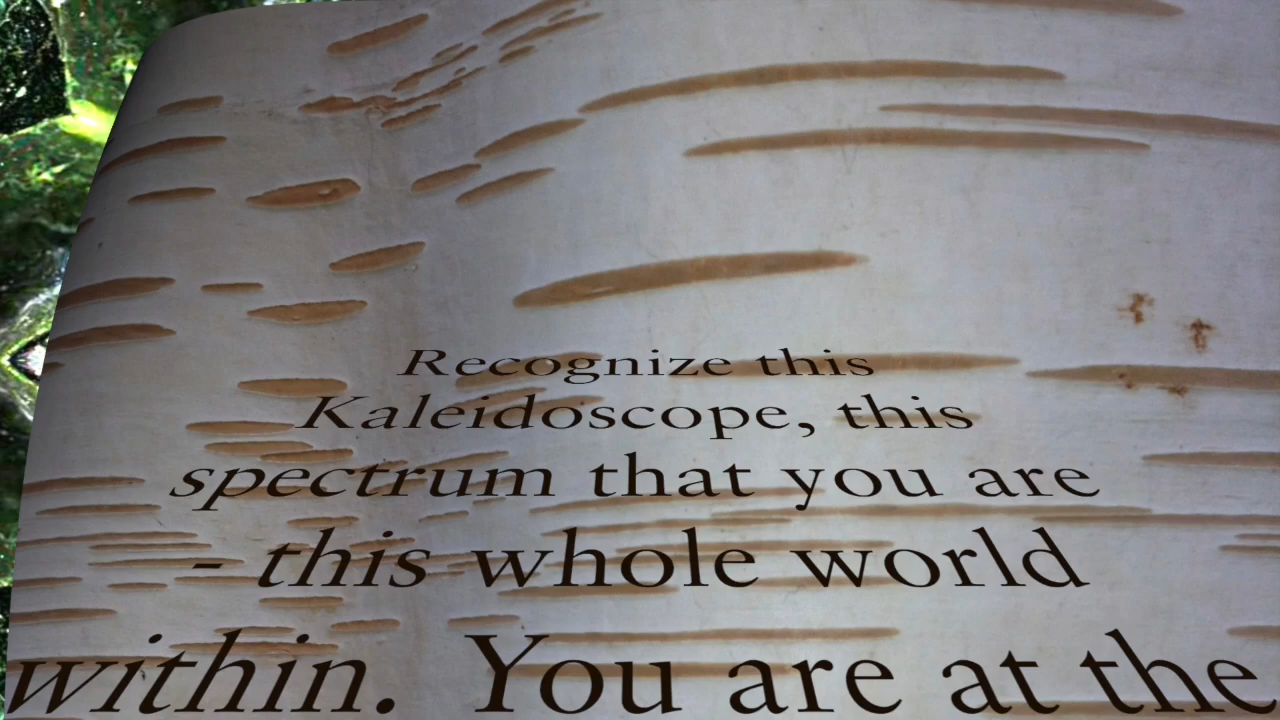 Recognize this
Kaleidoscope, this
spectrum that you are
- this whole world
within. You are at the